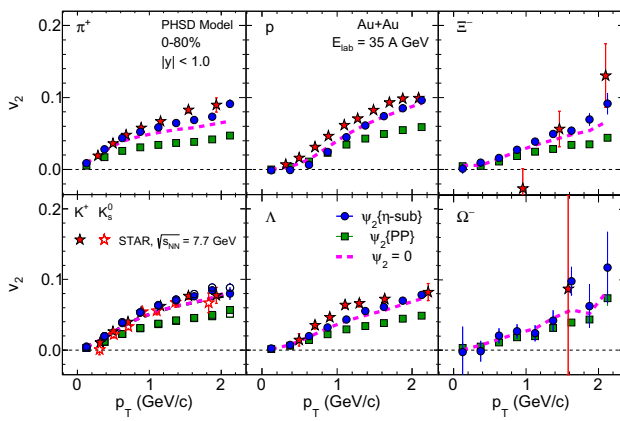 π⁺ PHSD Model
0-80%
|y| < 1.0
p Au+Au
E_lab = 35 A GeV
Ξ⁻
v₂
0.2
0.1
0.0
K⁺ K⁰_s
STAR, √s_NN = 7.7 GeV
Λ
ψ₂{η-sub}
ψ₂{PP}
ψ₂ = 0
Ω⁻
v₂
0.2
0.1
0.0
0 1 2 0 1 2 0 1 2
p_T (GeV/c) p_T (GeV/c) p_T (GeV/c)